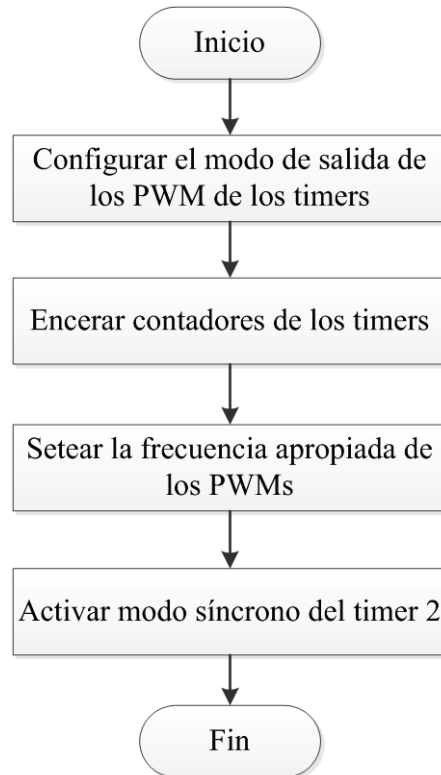 Inicio
Configurar el modo de salida de
los PWM de los timers
Encerar contadores de los timers
Setear la frecuencia apropiada de
los PWMs
Activar modo síncrono del timer 2
Fin